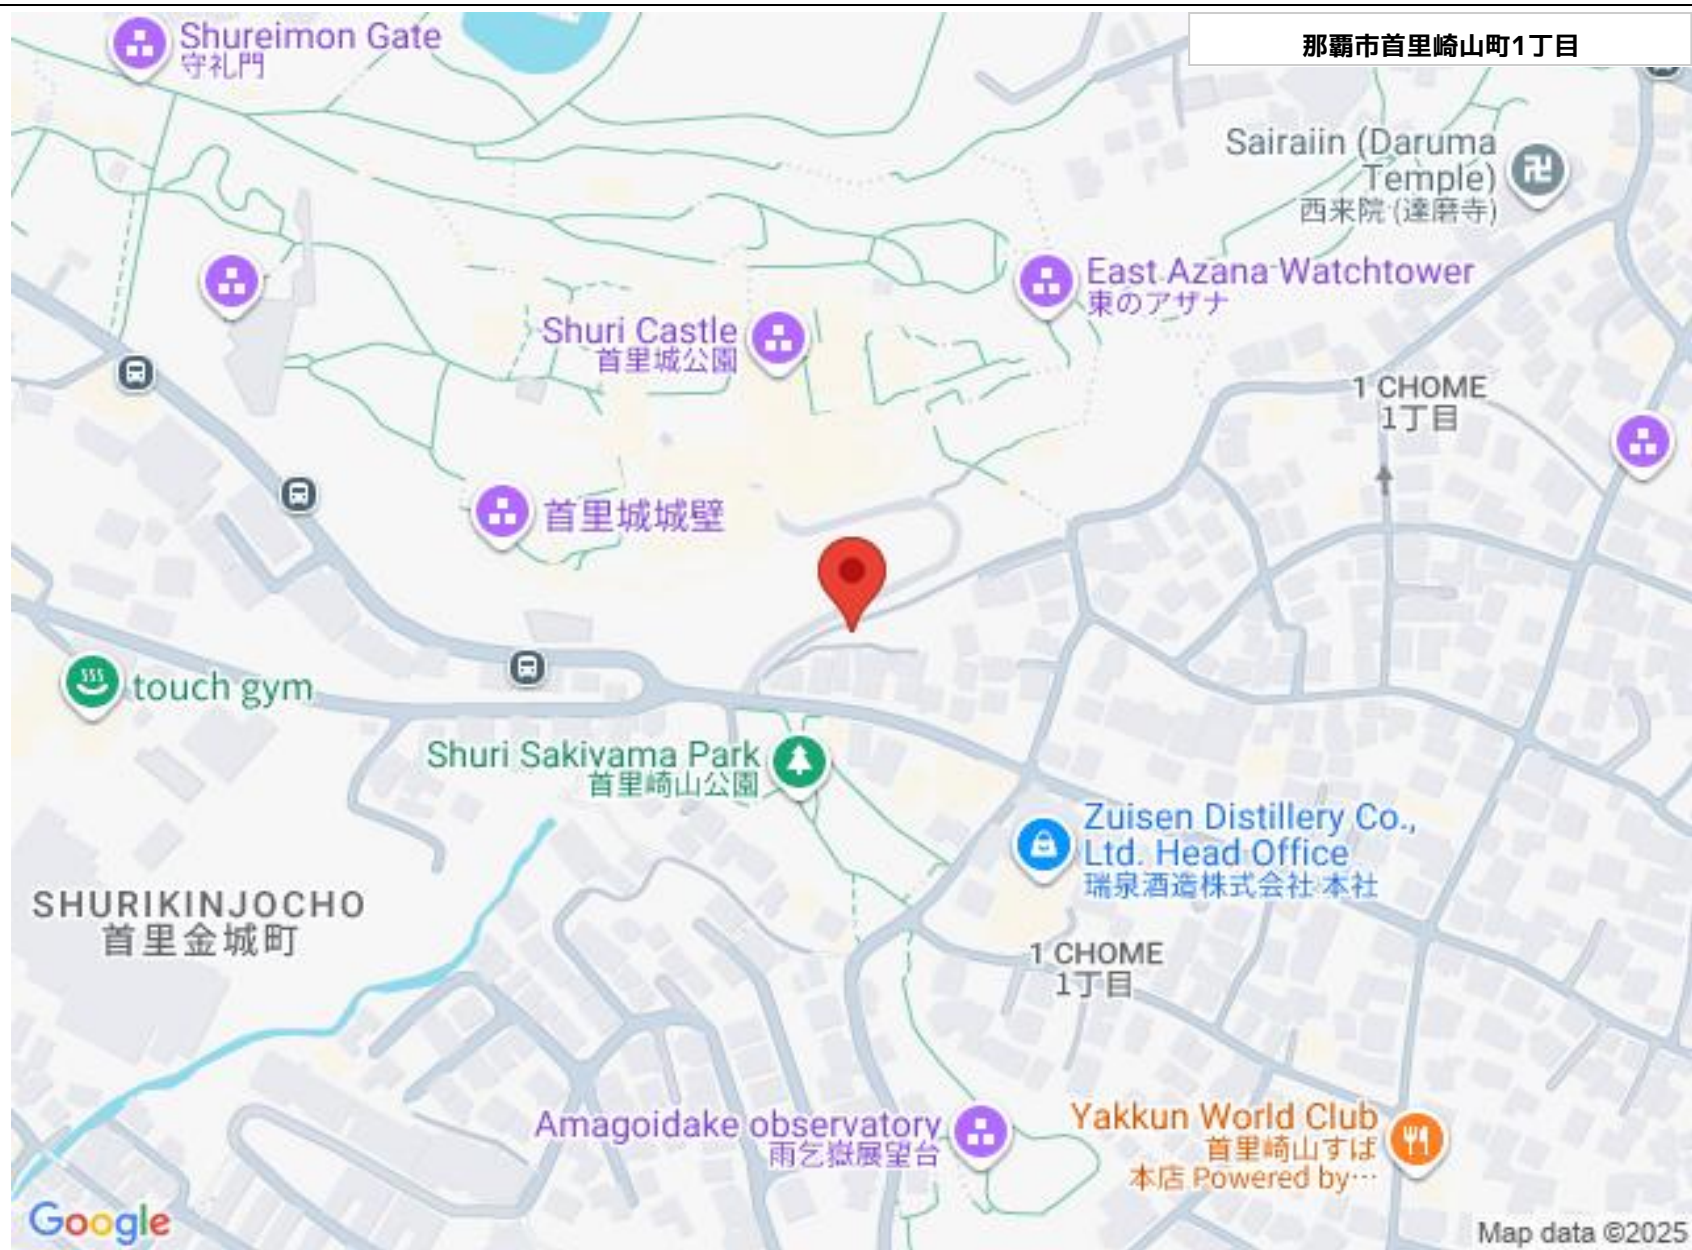 那覇市首里崎山町1丁目
Shureimon Gate
守礼門
Sairaiin (Daruma
Temple)
西来院 (達磨寺)
East Azana Watchtower
東のアザナ
Shuri Castle
首里城公園
1 CHOME
1丁目
首里城城壁
touch gym
Shuri Sakiyama Park
首里崎山公園
Zuisen Distillery Co.,
Ltd. Head Office
瑞泉酒造株式会社 本社
SHURIKINJOCHO
首里金城町
1 CHOME
1丁目
Amagoidake observatory
雨乞嶽展望台
Yakkun World Club
首里崎山すば
本店 Powered by…
Google
Map data ©2025